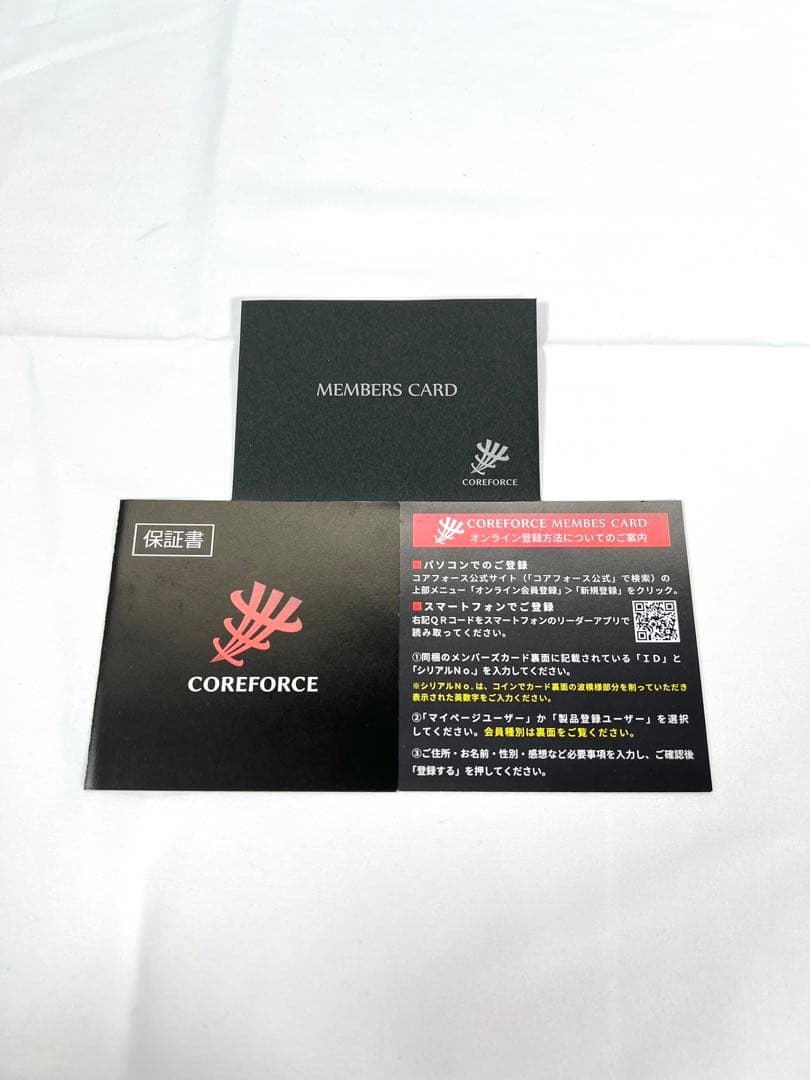 MEMBERS CARD
COREFORCE
保証書
COREFORCE
COREFORCE MEMBES CARD
オンライン登録方法についてのご案内
■パソコンでのご登録
コアフォース公式サイト（「コアフォース公式」で検索）の
上部メニュー「オンライン会員登録」＞「新規登録」をクリック。
■スマートフォンでご登録
右記QRコードをスマートフォンのリーダーアプリで
読み取ってください。
①同梱のメンバーズカード裏面に記載されている「ID」と
「シリアルNo.」を入力してください。
※シリアルNo.は、コインでカード裏面の波模様部分を削っていただき
表示された英数字をご入力ください。
②「マイページユーザー」か「製品登録ユーザー」を選択
してください。会員種別は裏面をご覧ください。
③ご住所・お名前・性別・感想など必要事項を入力し、ご確認後
「登録する」を押してください。